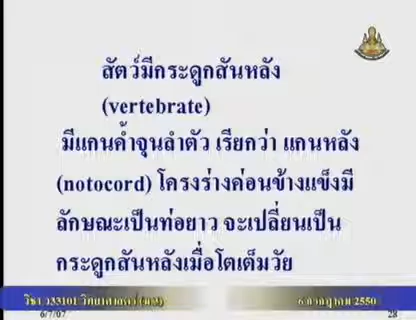 สัตว์มีกระดูกสันหลัง
(vertebrate)
มีแกนค้ำจุนลำตัว เรียกว่า แกนหลัง
(notocord) โครงร่างค่อนข้างแข็งมี
ลักษณะเป็นท่อยาว จะเปลี่ยนเป็น
กระดูกสันหลังเมื่อโตเต็มวัย
วิชา ว33101 วิทยาศาสตร์ 6 กรกฎาคม 2550
6/7/07 28